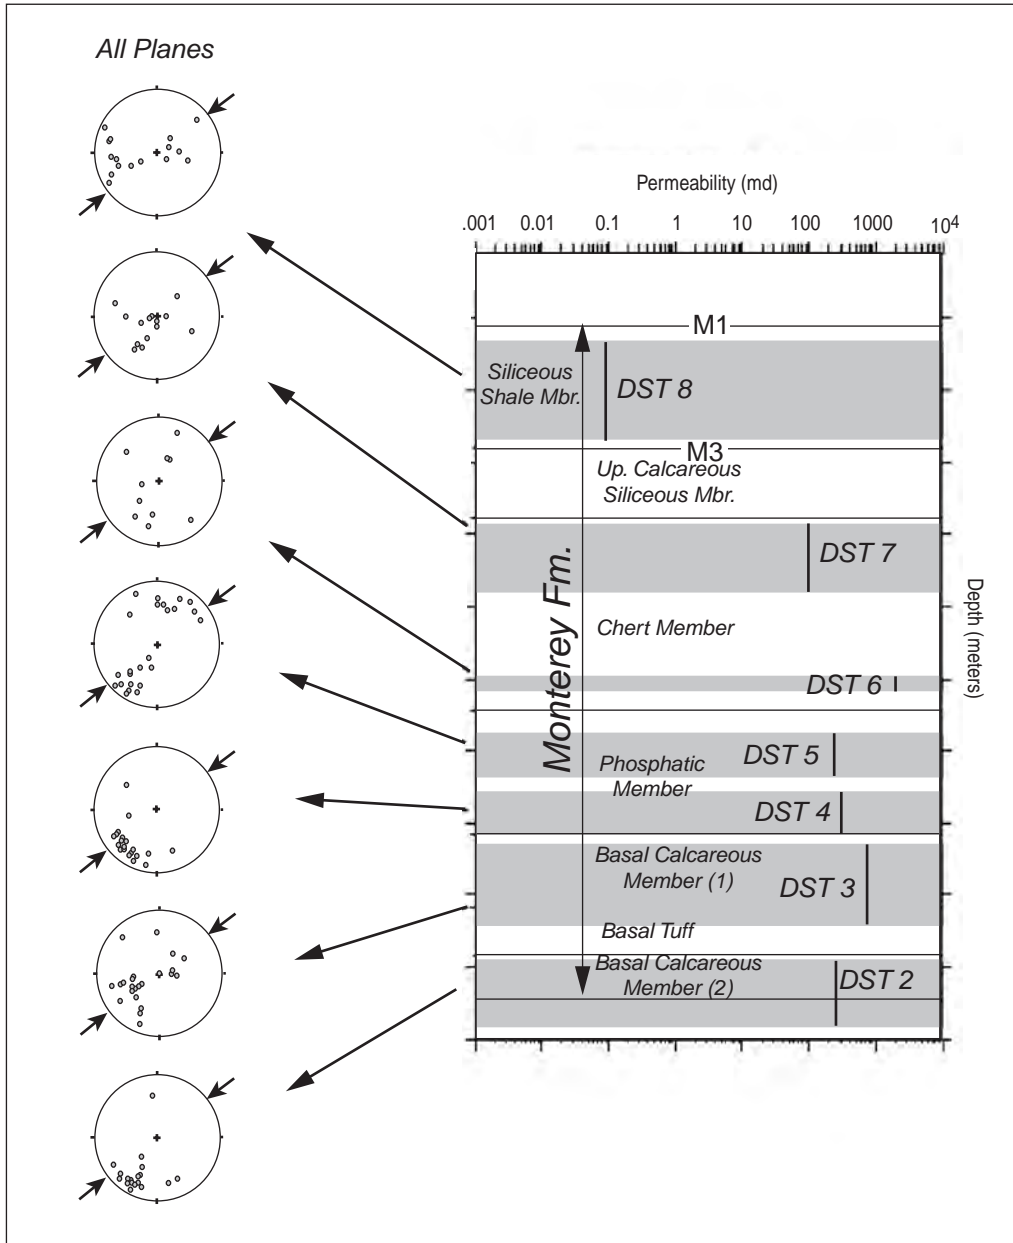 All Planes
Permeability (md)
.001 0.01 0.1 1 10 100 1000 10⁴
M1
Siliceous
Shale Mbr.
DST 8
M3
Up. Calcareous
Siliceous Mbr.
DST 7
Monterey Fm.
Depth (meters)
Chert Member
DST 6
DST 5
Phosphatic
Member
DST 4
Basal Calcareous
Member (1)
DST 3
Basal Tuff
Basal Calcareous
Member (2)
DST 2